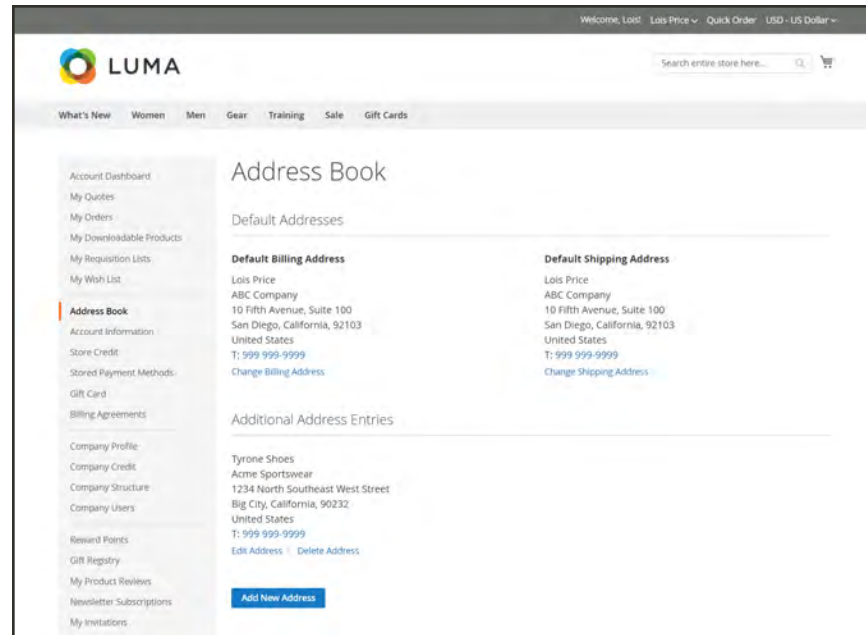 Welcome, Lois! Lois Price Quick Order USD - US Dollar
LUMA
Search entire store here...
What's New Women Men Gear Training Sale Gift Cards
Account Dashboard
My Quotes
My Orders
My Downloadable Products
My Requisition Lists
My Wish List
Address Book
Account Information
Store Credit
Stored Payment Methods
Gift Card
Billing Agreements
Company Profile
Company Credit
Company Structure
Company Users
Reward Points
Gift Registry
My Product Reviews
Newsletter Subscriptions
My Invitations
Address Book
Default Addresses
Default Billing Address
Lois Price
ABC Company
10 Fifth Avenue, Suite 100
San Diego, California, 92103
United States
T: 999 999-9999
Change Billing Address
Default Shipping Address
Lois Price
ABC Company
10 Fifth Avenue, Suite 100
San Diego, California, 92103
United States
T: 999 999-9999
Change Shipping Address
Additional Address Entries
Tyrone Shoes
Acme Sportswear
1234 North Southeast West Street
Big City, California, 90232
United States
T: 999 999-9999
Edit Address | Delete Address
Add New Address